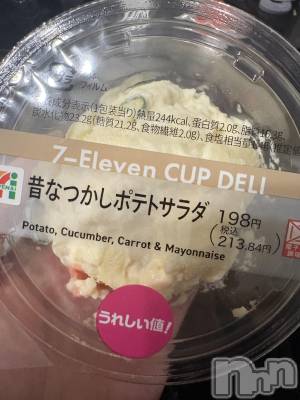 フィルム
成分表示(1包装当り)熱量244kcal、蛋白質2.0g、脂
炭水化物23.2g(糖質21.2g、食物繊維2.0g)、食塩相当量
7-Eleven CUP DELI
昔なつかしポテトサラダ 198円
(税込 213.84円)
Potato, Cucumber, Carrot & Mayonnaise
うれしい値!